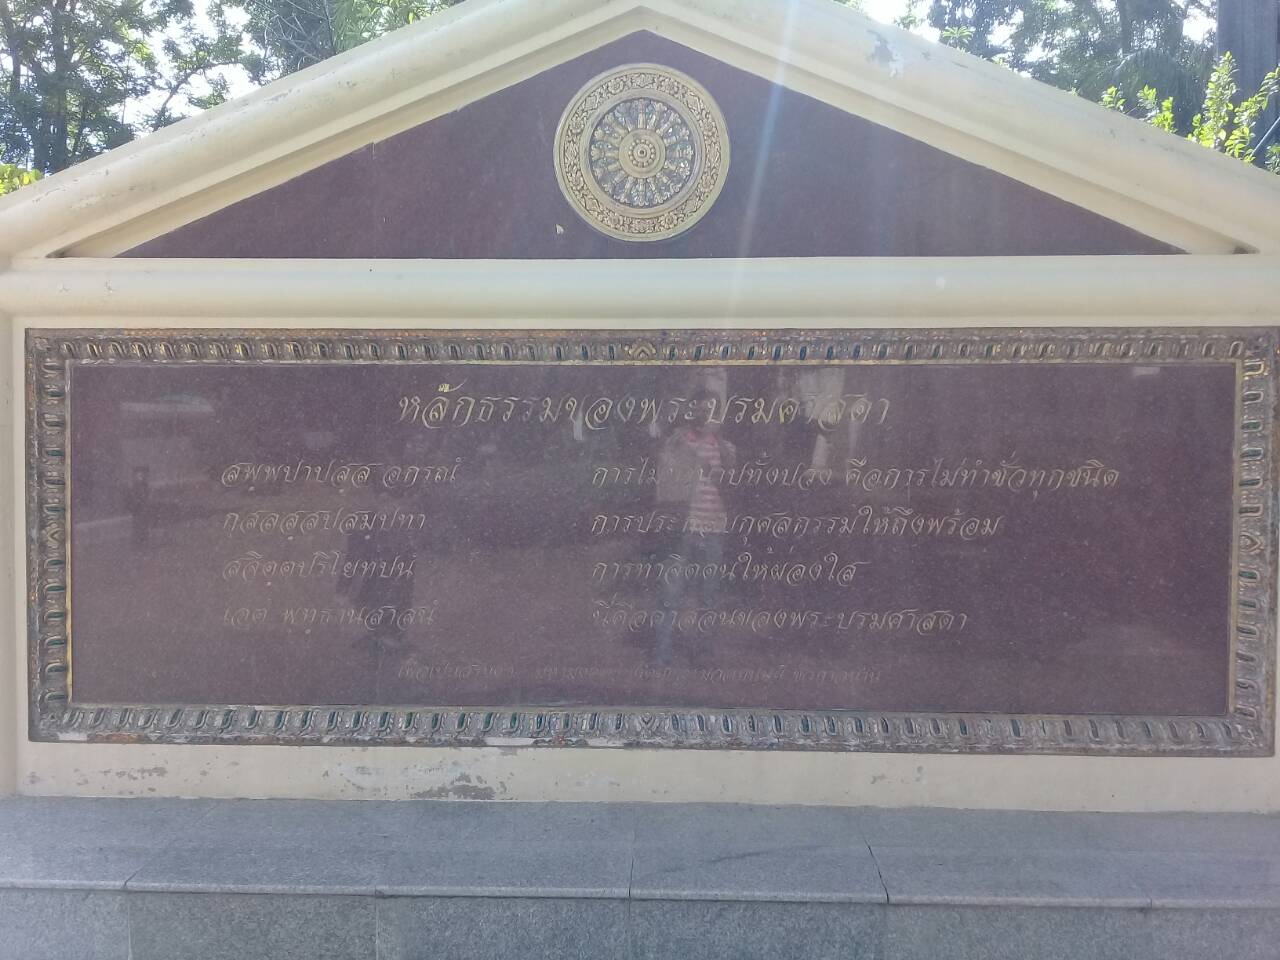 หลักธรรมของพระบรมศาสดา
สพฺพปาปสฺส อกรณํ การไม่ บาปทั้งปวง คือการไม่ทำชั่วทุกชนิด
กุสลสฺสูปสมฺปทา การประกอบกุศลกรรมให้ถึงพร้อม
สจิตฺตปริโยทปนํ การทำจิตตนให้ผ่องใส
เอตํ พุทฺธานสาสนํ นี่คือคำสอนของพระบรมศาสดา